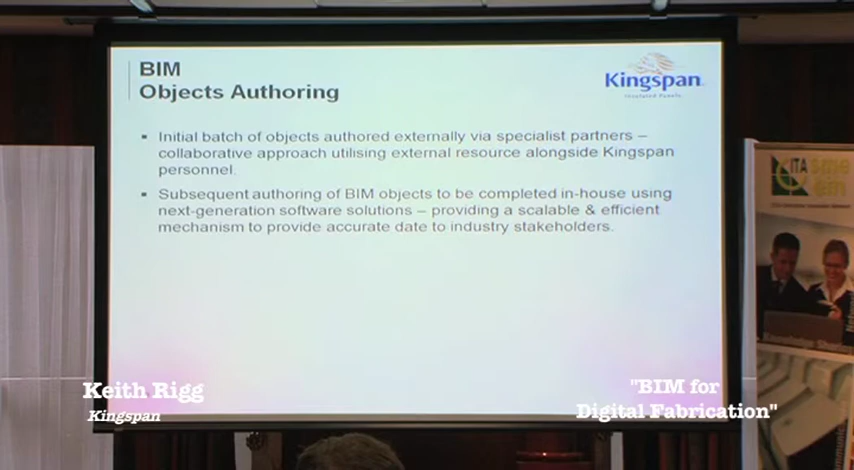 BIM
Objects Authoring
Kingspan
Insulated Panels
Initial batch of objects authored externally via specialist partners –
collaborative approach utilising external resource alongside Kingspan
personnel.
Subsequent authoring of BIM objects to be completed in-house using
next-generation software solutions – providing a scalable & efficient
mechanism to provide accurate date to industry stakeholders.
CITA
sme
Keith Rigg
Kingspan
"BIM for
Digital Fabrication"